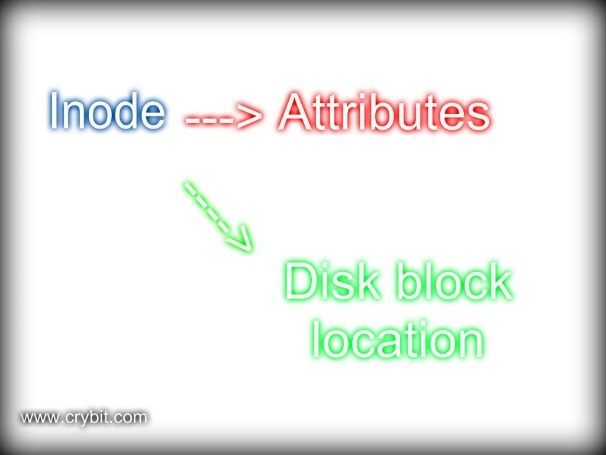 Inode ---> Attributes
Disk block
location
www.crybit.com